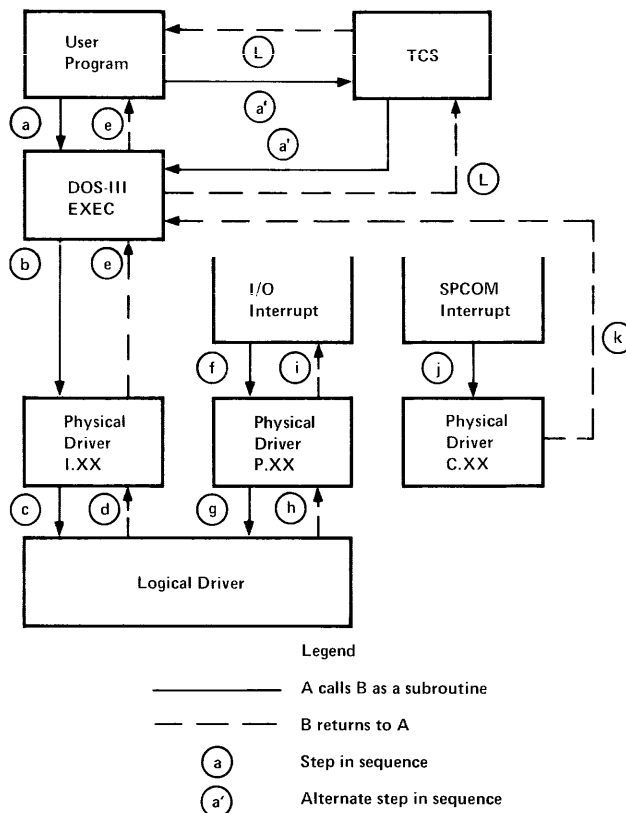 User
Program
TCS
L
a'
a'
a
e
DOS-III
EXEC
L
b
e
I/O
Interrupt
SPCOM
Interrupt
f
i
j
k
Physical
Driver
I.XX
Physical
Driver
P.XX
Physical
Driver
C.XX
c
d
g
h
Logical Driver
Legend
A calls B as a subroutine
B returns to A
a
Step in sequence
a'
Alternate step in sequence